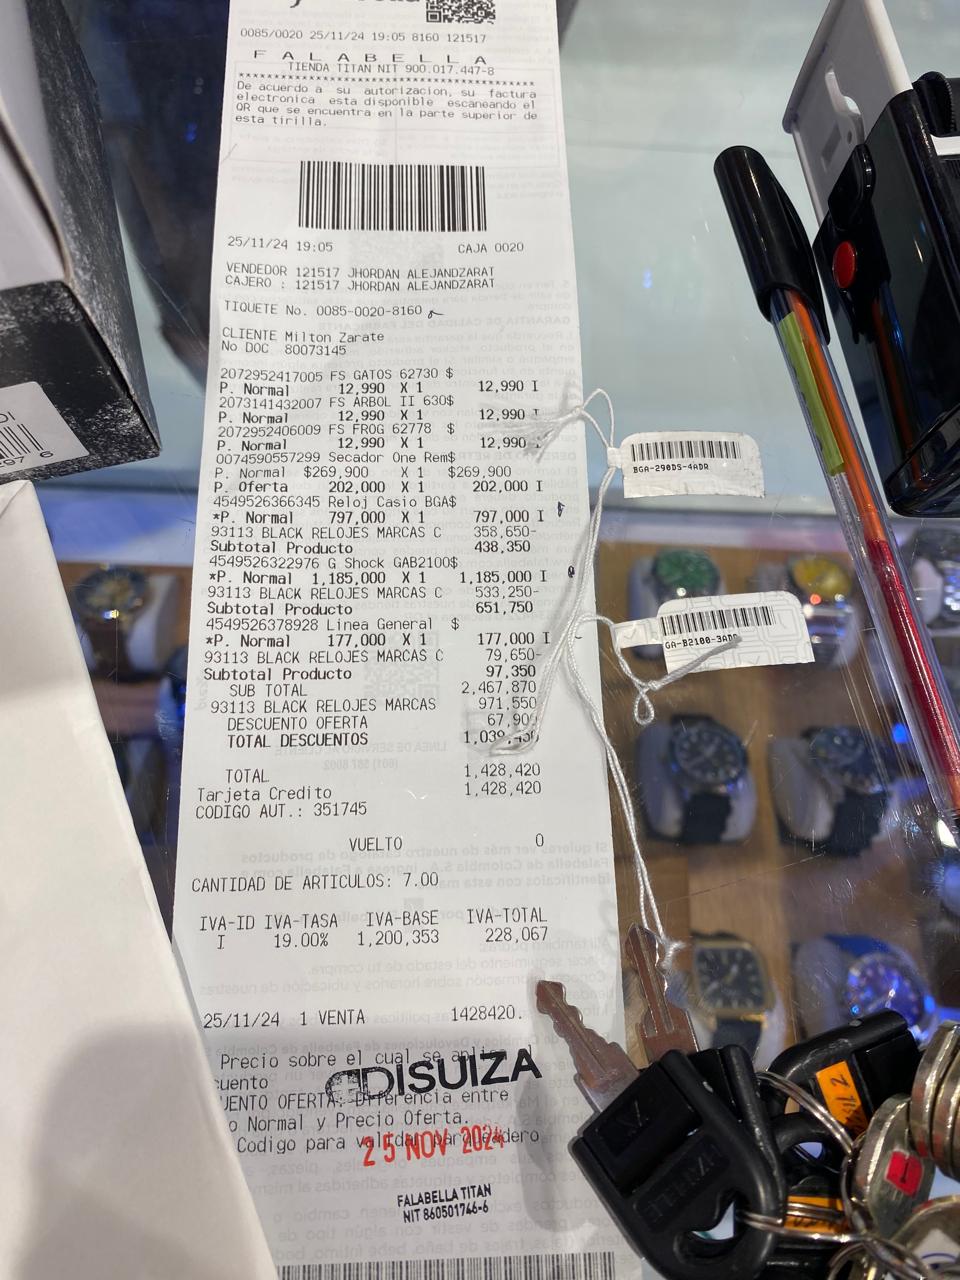 0085/0020 25/11/24 19:05 8160 121517
FALABELLA
TIENDA TITAN NIT 900.017.447-8
****************************************
De acuerdo a su autorizacion, su factura
electronica esta disponible escaneando el
QR que se encuentra en la parte superior de
esta tirilla.
25/11/24 19:05 CAJA 0020
VENDEDOR 121517 JHORDAN ALEJANDZARAT
CAJERO : 121517 JHORDAN ALEJANDZARAT
TIQUETE No. 0085-0020-8160
CLIENTE Milton Zarate
No DOC 80073145
2072952417005 FS GATOS 62730 $
P. Normal 12,990 X 1 12,990 I
2073141432007 FS ARBOL II 630$
P. Normal 12,990 X 1 12,990 I
2072952406009 FS FROG 62778 $
P. Normal 12,990 X 1 12,990 I
0074590557299 Secador One Rem$
P. Normal $269,900 X 1 $269,900
P. Oferta 202,000 X 1 202,000 I
4549526366345 Reloj Casio BGA$
*P. Normal 797,000 X 1 797,000 I
93113 BLACK RELOJES MARCAS C 358,650-
Subtotal Producto 438,350
4549526322976 G Shock GAB2100$
*P. Normal 1,185,000 X 1 1,185,000 I
93113 BLACK RELOJES MARCAS C 533,250-
Subtotal Producto 651,750
4549526378928 Linea General $
*P. Normal 177,000 X 1 177,000 I
93113 BLACK RELOJES MARCAS C 79,650-
Subtotal Producto 97,350
SUB TOTAL 2,467,870
93113 BLACK RELOJES MARCAS 971,550
DESCUENTO OFERTA 67,900
TOTAL DESCUENTOS 1,039,450
TOTAL 1,428,420
Tarjeta Credito 1,428,420
CODIGO AUT.: 351745
VUELTO 0
CANTIDAD DE ARTICULOS: 7.00
IVA-ID IVA-TASA IVA-BASE IVA-TOTAL
I 19.00% 1,200,353 228,067
25/11/24 1 VENTA 1428420.
Precio sobre el cual se aplica
cuento
UENTO OFERTA: Diferencia entre
o Normal y Precio Oferta.
Codigo para validar parqueadero
DISUIZA
25 NOV 2024
FALABELLA TITAN
NIT 860501746-6
BGA-290DS-4ADR
GA-B2100-3ADR